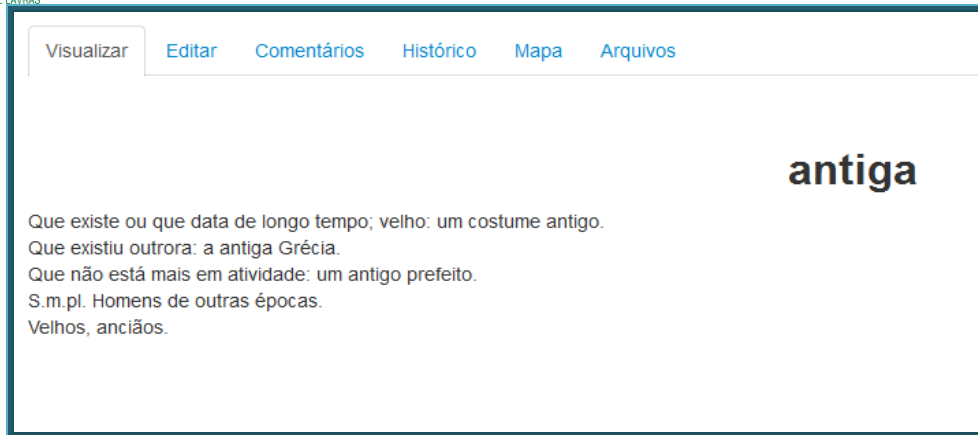 LAVRAS
Visualizar Editar Comentários Histórico Mapa Arquivos
antiga
Que existe ou que data de longo tempo; velho: um costume antigo.
Que existiu outrora: a antiga Grécia.
Que não está mais em atividade: um antigo prefeito.
S.m.pl. Homens de outras épocas.
Velhos, anciãos.